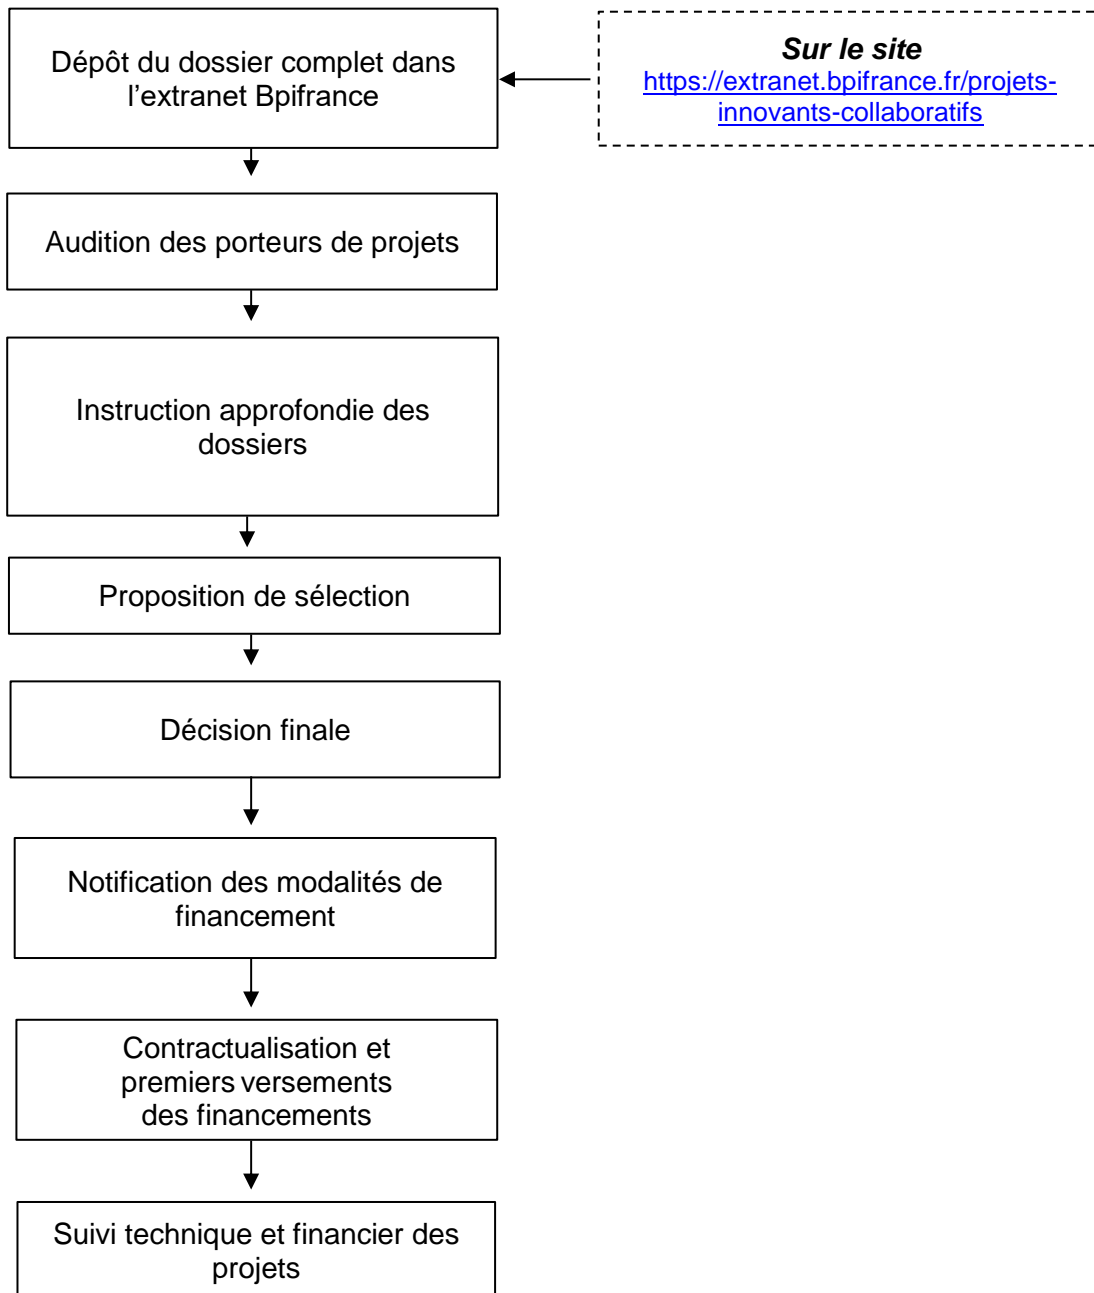 Dépôt du dossier complet dans
l'extranet Bpifrance
Sur le site
https://extranet.bpifrance.fr/projets-
innovants-collaboratifs
Audition des porteurs de projets
Instruction approfondie des
dossiers
Proposition de sélection
Décision finale
Notification des modalités de
financement
Contractualisation et
premiers versements
des financements
Suivi technique et financier des
projets